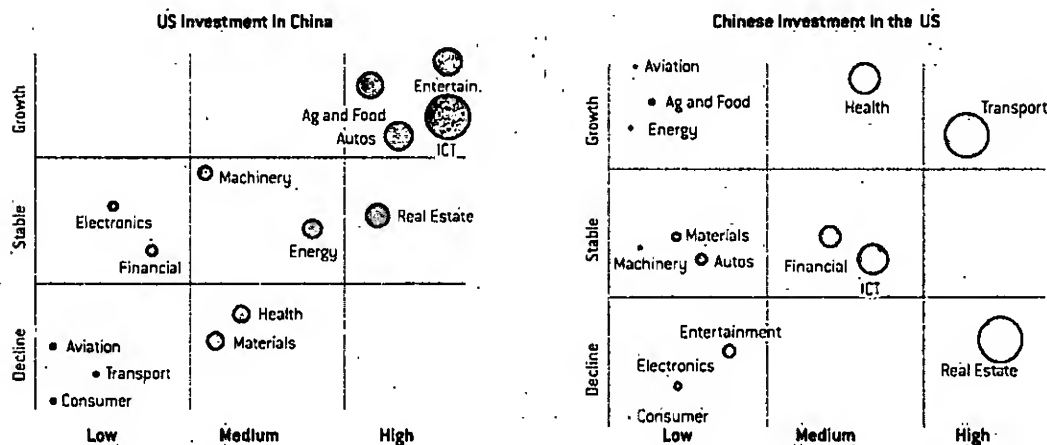 US Investment In China
Growth
Stable
Decline
Entertain.
Ag and Food
Autos
ICT
Machinery
Electronics
Real Estate
Energy
Financial
Health
Materials
Aviation
Transport
Consumer
Low
Medium
High
Chinese Investment In the US
Growth
Stable
Decline
Aviation
Ag and Food
Health
Transport
Energy
Materials
Machinery
Autos
Financial
ICT
Entertainment
Electronics
Real Estate
Consumer
Low
Medium
High